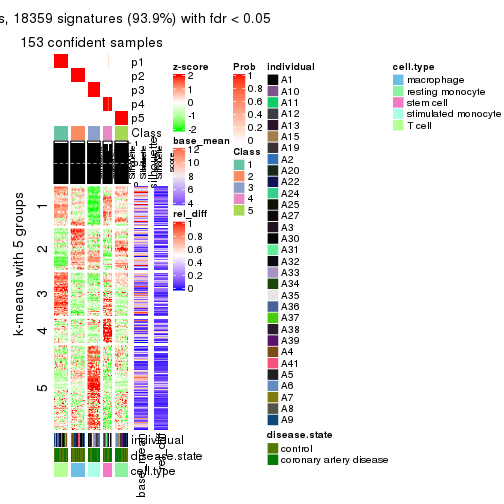 s, 18359 signatures (93.9%) with fdr < 0.05
153 confident samples
p1
p2
p3
p4
p5
Class
silhouette
score
k-means with 5 groups
1
2
3
4
5
individual
disease.state
cell.type
base_mean
rel_diff
z-score
2
1
0
-1
-2
base_mean
12
10
8
6
4
rel_diff
1
0.8
0.6
0.4
0.2
0
Prob
1
0.8
0.6
0.4
0.2
0
Class
1
2
3
4
5
individual
A1
A10
A11
A12
A13
A15
A19
A2
A20
A22
A24
A25
A27
A3
A30
A31
A32
A33
A34
A35
A36
A37
A38
A39
A4
A41
A5
A6
A7
A8
A9
disease.state
control
coronary artery disease
cell.type
macrophage
resting monocyte
stem cell
stimulated monocyte
T cell